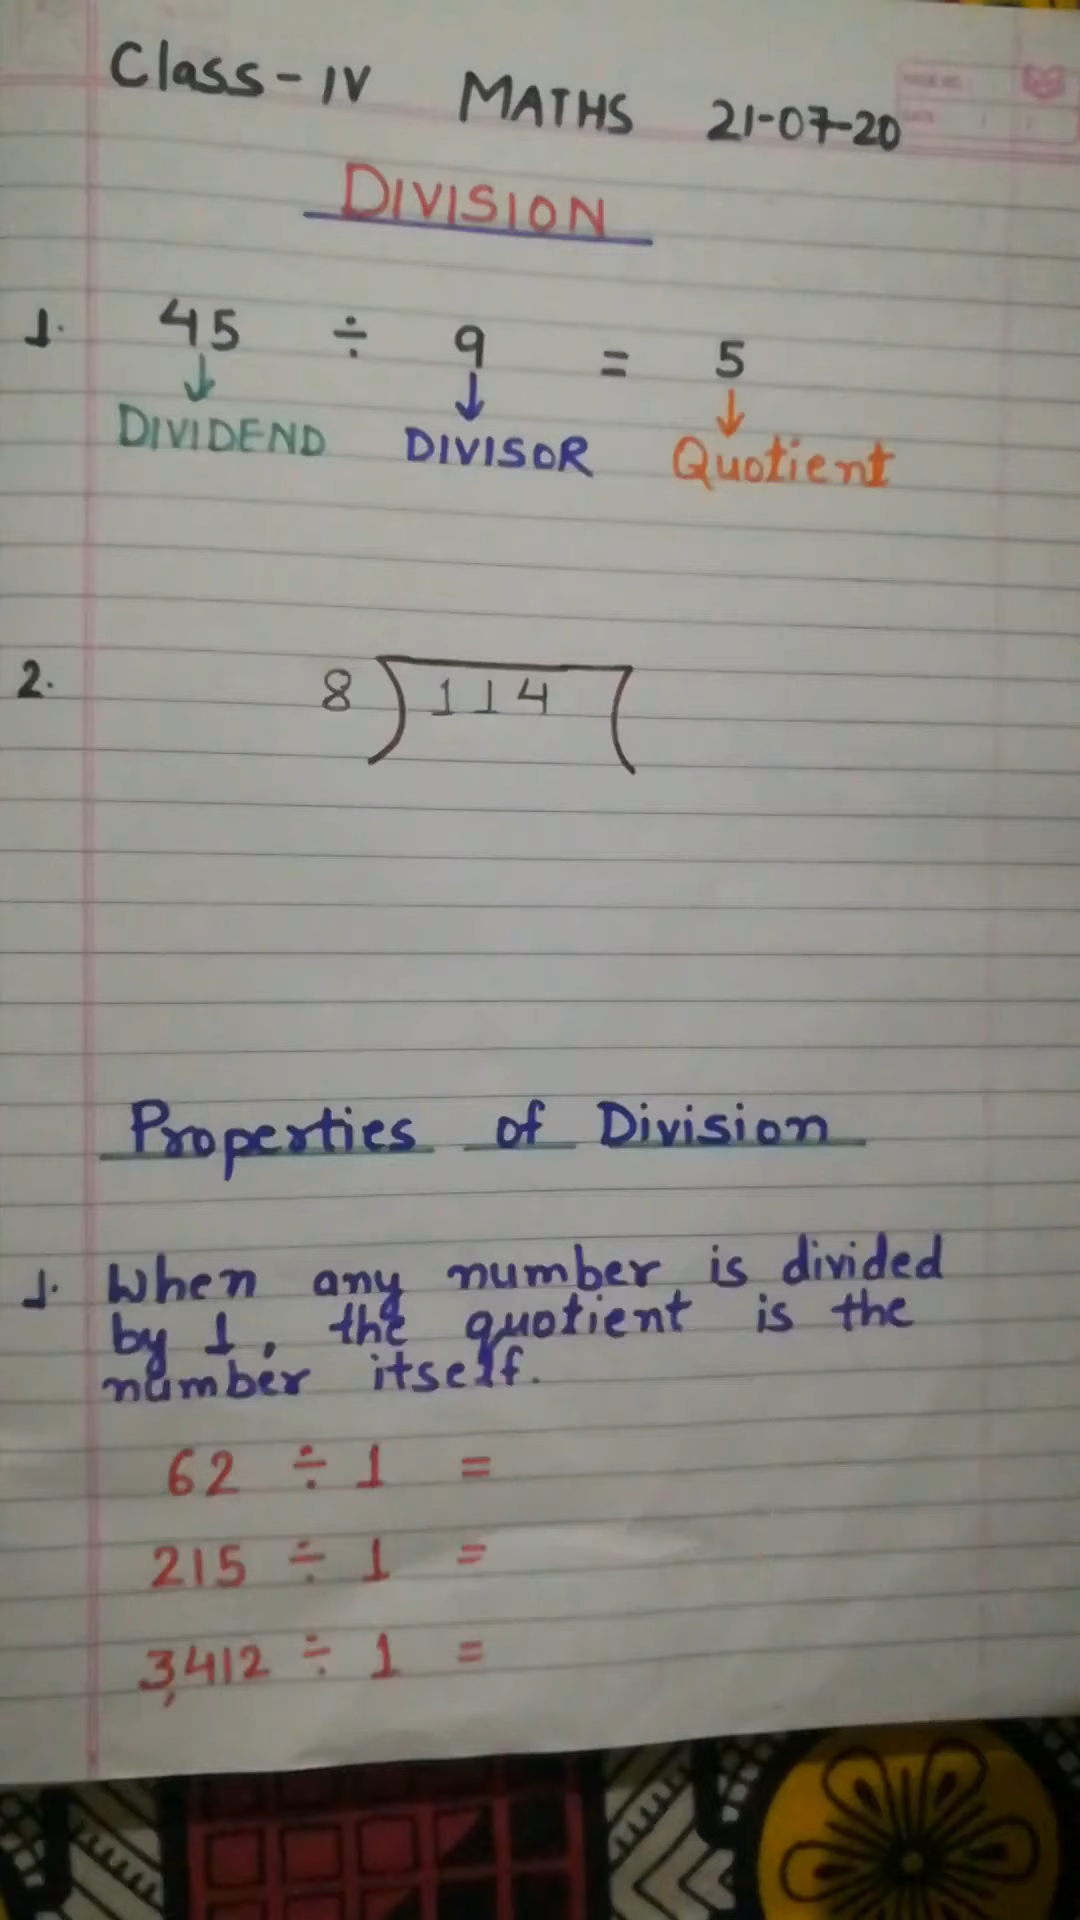 Class-IV MATHS 21-07-20
DIVISION
1. 45 ÷ 9 = 5
DIVIDEND DIVISOR Quotient
2. 8 114
Properties of Division
1. When any number is divided
by 1, the quotient is the
number itself.
62 ÷ 1 =
215 ÷ 1 =
3,412 ÷ 1 =